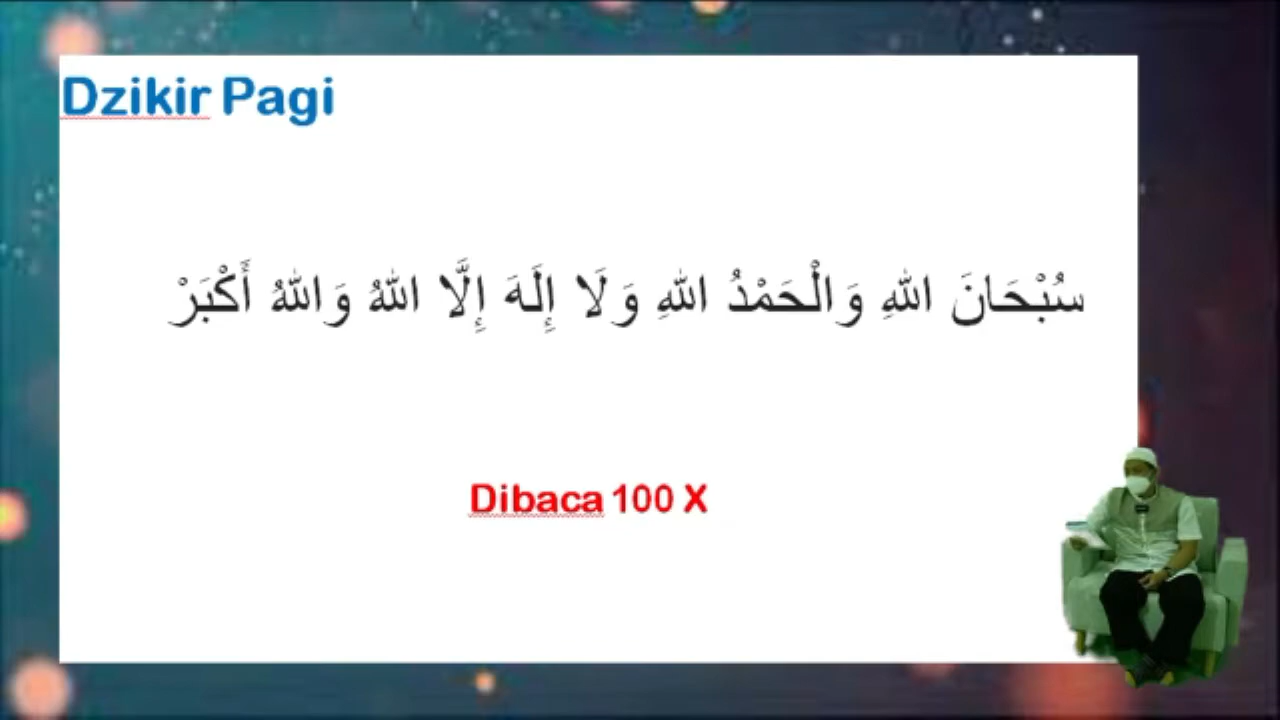 Dzikir Pagi
سُبْحَانَ اللهِ وَالْحَمْدُ اللهِ وَلَا إِلَهَ إِلَّا اللهُ وَاللهُ أَكْبَرْ
Dibaca 100 X